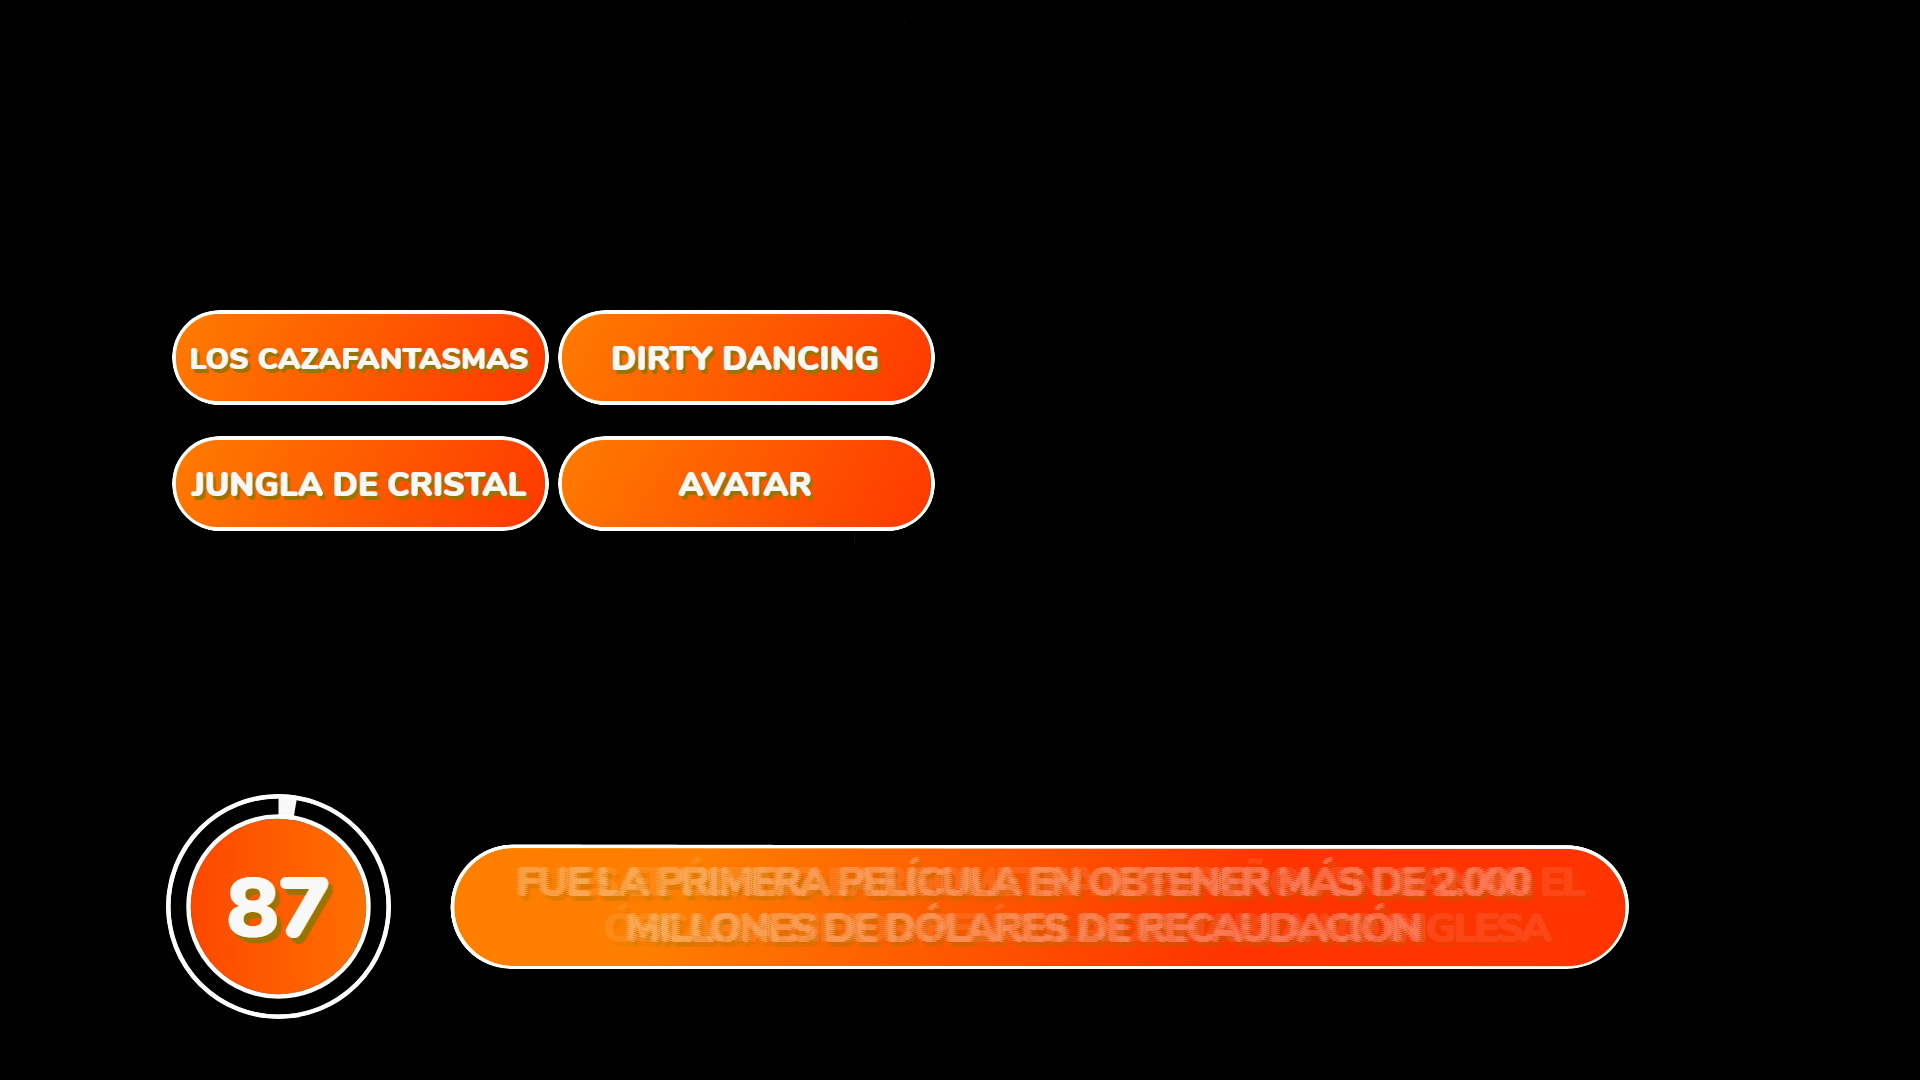 LOS CAZAFANTASMAS
DIRTY DANCING
JUNGLA DE CRISTAL
AVATAR
87
FUE LA PRIMERA PELÍCULA EN OBTENER MÁS DE 2.000
MILLONES DE DÓLARES DE RECAUDACIÓN